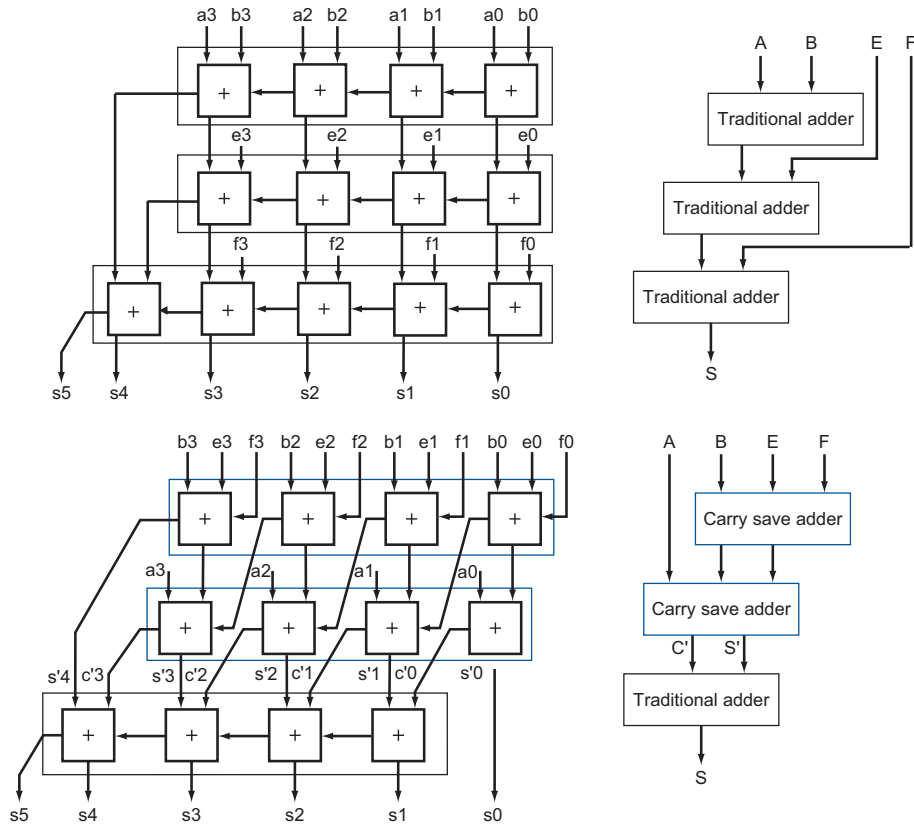 a3 b3 a2 b2 a1 b1 a0 b0
+ + + +
e3 e2 e1 e0
+ + + +
f3 f2 f1 f0
+ + + + +
s5 s4 s3 s2 s1 s0
A B E F
Traditional adder
Traditional adder
Traditional adder
S
b3 e3 f3 b2 e2 f2 b1 e1 f1 b0 e0 f0
+ + + +
a3 a2 a1 a0
+ + + +
s'4 c'3 s'3 c'2 s'2 c'1 s'1 c'0 s'0
+ + + +
s5 s4 s3 s2 s1 s0
A B E F
Carry save adder
Carry save adder
C' S'
Traditional adder
S